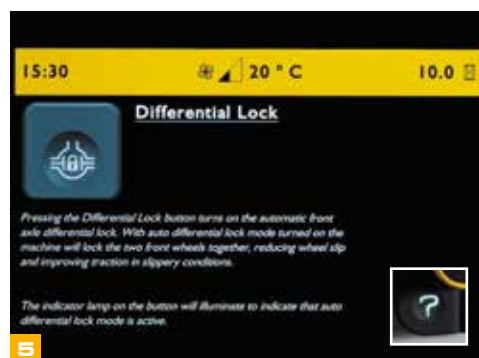 15:30 20 ° C 10.0
Differential Lock
Pressing the Differential Lock button turns on the automatic front
axle differential lock. With auto differential lock mode turned on the
machine will lock the two front wheels together, reducing wheel slip
and improving traction in slippery conditions.
The indicator lamp on the button will illuminate to indicate that auto
differential lock mode is active.
?
5